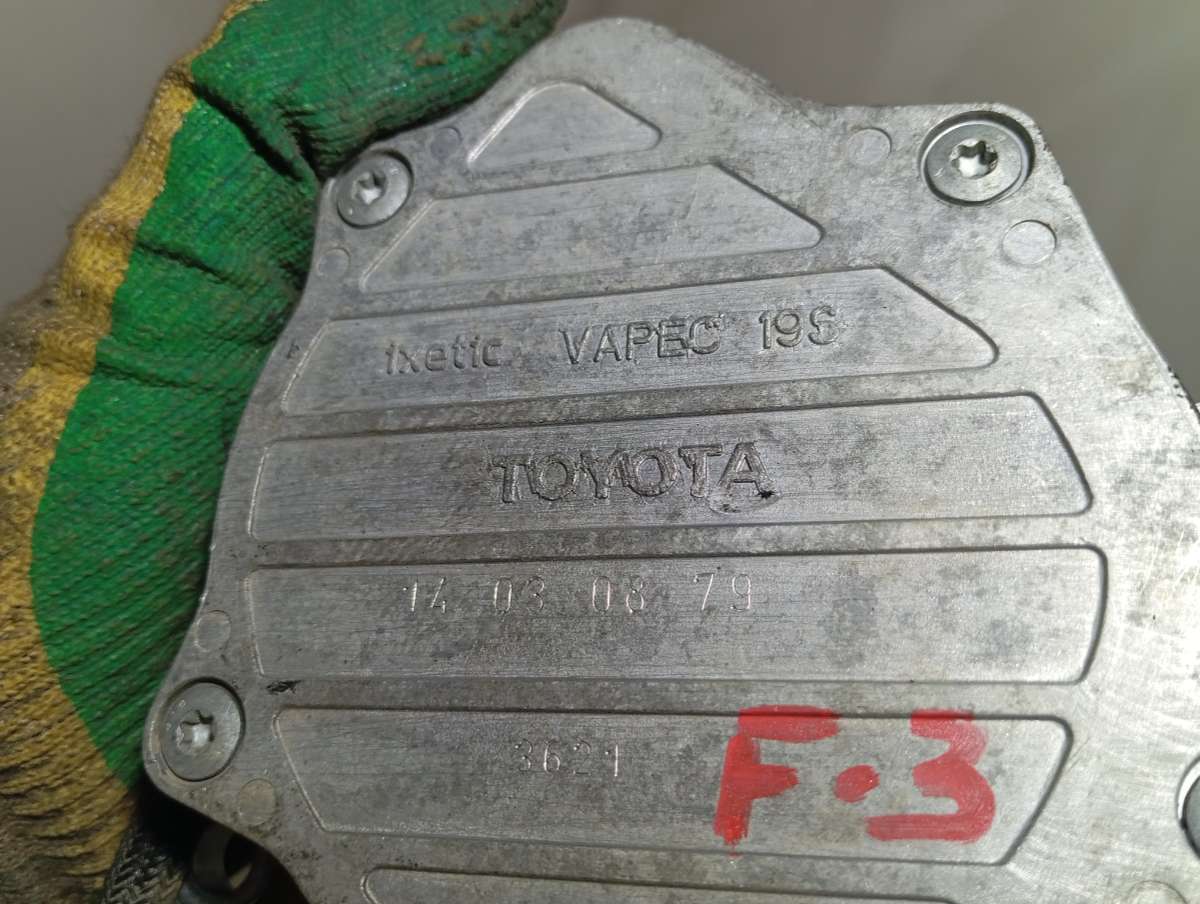 ixetic VAPEC 19S
TOYOTA
14 03 08 79
3621
F.3